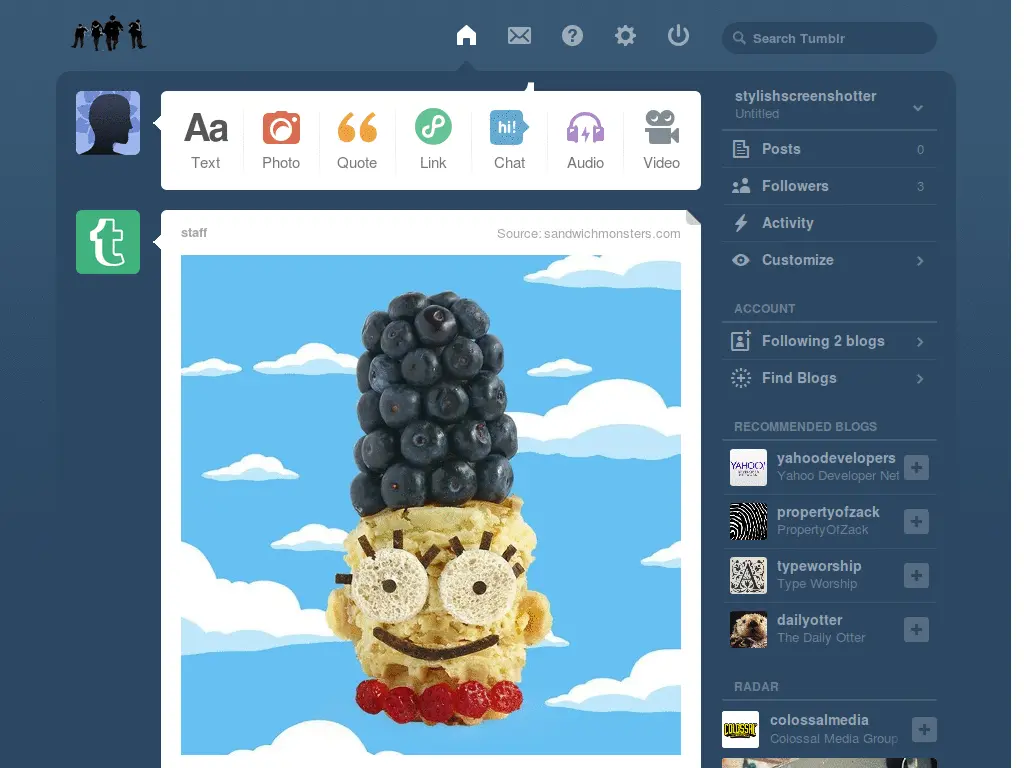 Search Tumblr
Aa
hi!
Text
Photo
Quote
Link
Chat
Audio
Video
staff
Source: sandwichmonsters.com
t
stylishscreenshotter
Untitled
Posts 0
Followers 3
Activity
Customize
ACCOUNT
Following 2 blogs
Find Blogs
RECOMMENDED BLOGS
YAHOO!
yahoodevelopers
Yahoo Developer Net
propertyofzack
PropertyOfZack
A
typeworship
Type Worship
dailyotter
The Daily Otter
RADAR
COLOSSAL
colossalmedia
Colossal Media Group